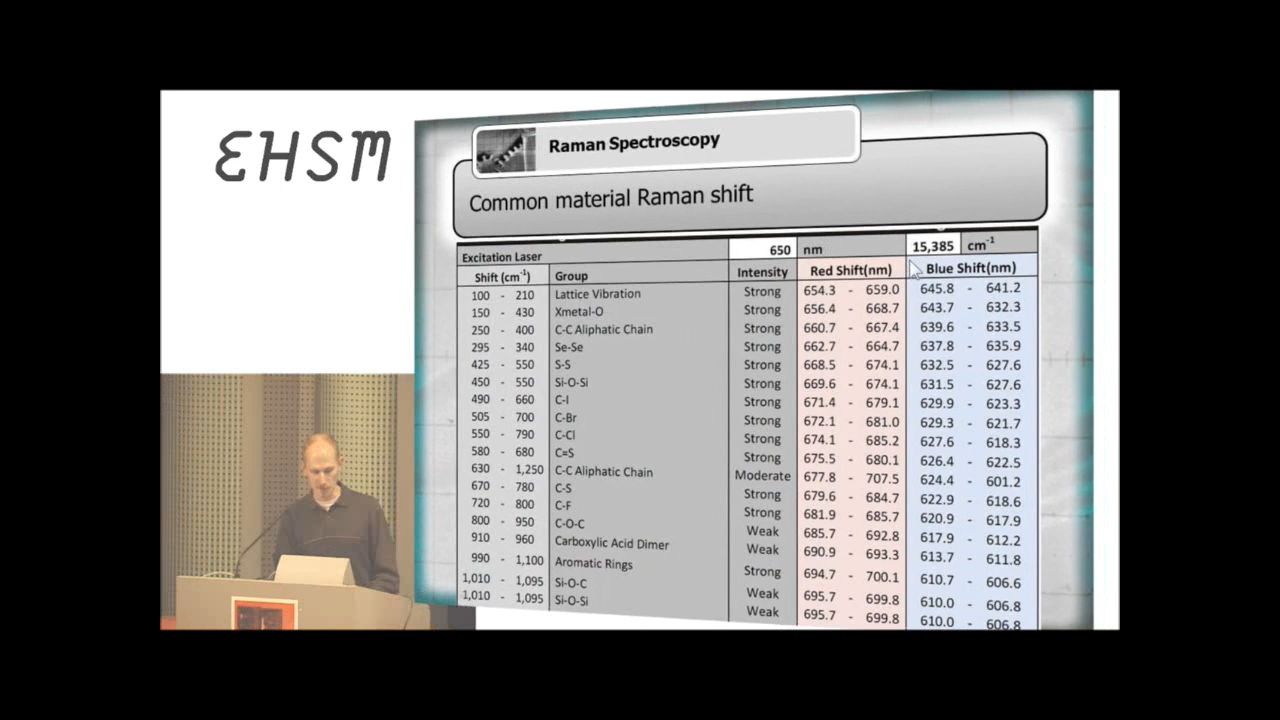 EHSM
Raman Spectroscopy
Common material Raman shift
Excitation Laser 650 nm 15,385 cm-1
Shift (cm-1) Group Intensity Red Shift(nm) Blue Shift(nm)
100 - 210 Lattice Vibration Strong 654.3 - 659.0 645.8 - 641.2
150 - 430 Xmetal-O Strong 656.4 - 668.7 643.7 - 632.3
250 - 400 C-C Aliphatic Chain Strong 660.7 - 667.4 639.6 - 633.5
295 - 340 Se-Se Strong 662.7 - 664.7 637.8 - 635.9
425 - 550 S-S Strong 668.5 - 674.1 632.5 - 627.6
450 - 550 Si-O-Si Strong 669.6 - 674.1 631.5 - 627.6
490 - 660 C-I Strong 671.4 - 679.1 629.9 - 623.3
505 - 700 C-Br Strong 672.1 - 681.0 629.3 - 621.7
550 - 790 C-Cl Strong 674.1 - 685.2 627.6 - 618.3
580 - 680 C=S Strong 675.5 - 680.1 626.4 - 622.5
630 - 1,250 C-C Aliphatic Chain Moderate 677.8 - 707.5 624.4 - 601.2
670 - 780 C-S Strong 679.6 - 684.7 622.9 - 618.6
720 - 800 C-F Strong 681.9 - 685.7 620.9 - 617.9
800 - 950 C-O-C Weak 685.7 - 692.8 617.9 - 612.2
910 - 960 Carboxylic Acid Dimer Weak 690.9 - 693.3 613.7 - 611.8
990 - 1,100 Aromatic Rings Strong 694.7 - 700.1 610.7 - 606.6
1,010 - 1,095 Si-O-C Weak 695.7 - 699.8 610.0 - 606.8
1,010 - 1,095 Si-O-Si Weak 695.7 - 699.8 610.0 - 606.8